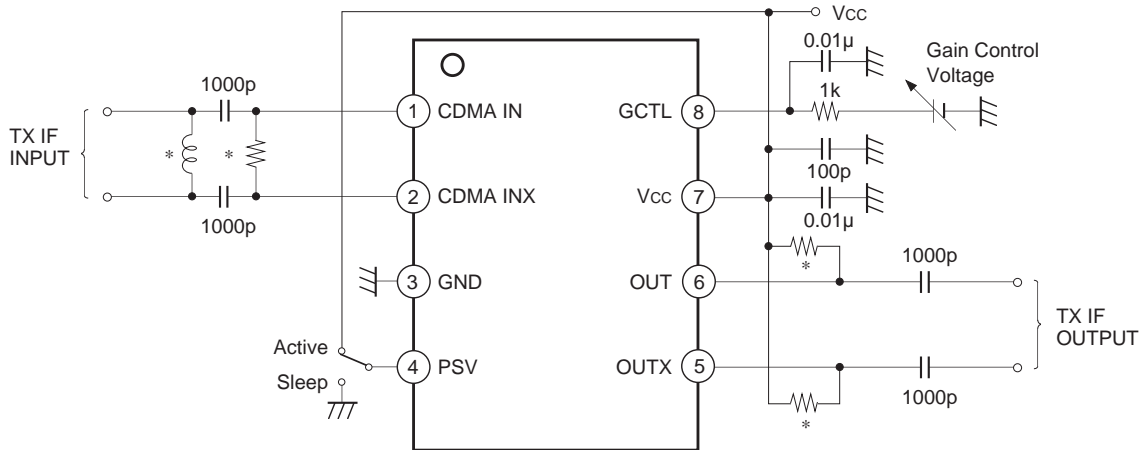 VCC
0.01µ
Gain Control
Voltage
1000p
1k
1 CDMA IN
GCTL 8
TX IF
INPUT
*
*
100p
2 CDMA INX
VCC 7
1000p
0.01µ
*
1000p
3 GND
OUT 6
TX IF
OUTPUT
Active
4 PSV
OUTX 5
Sleep
1000p
*